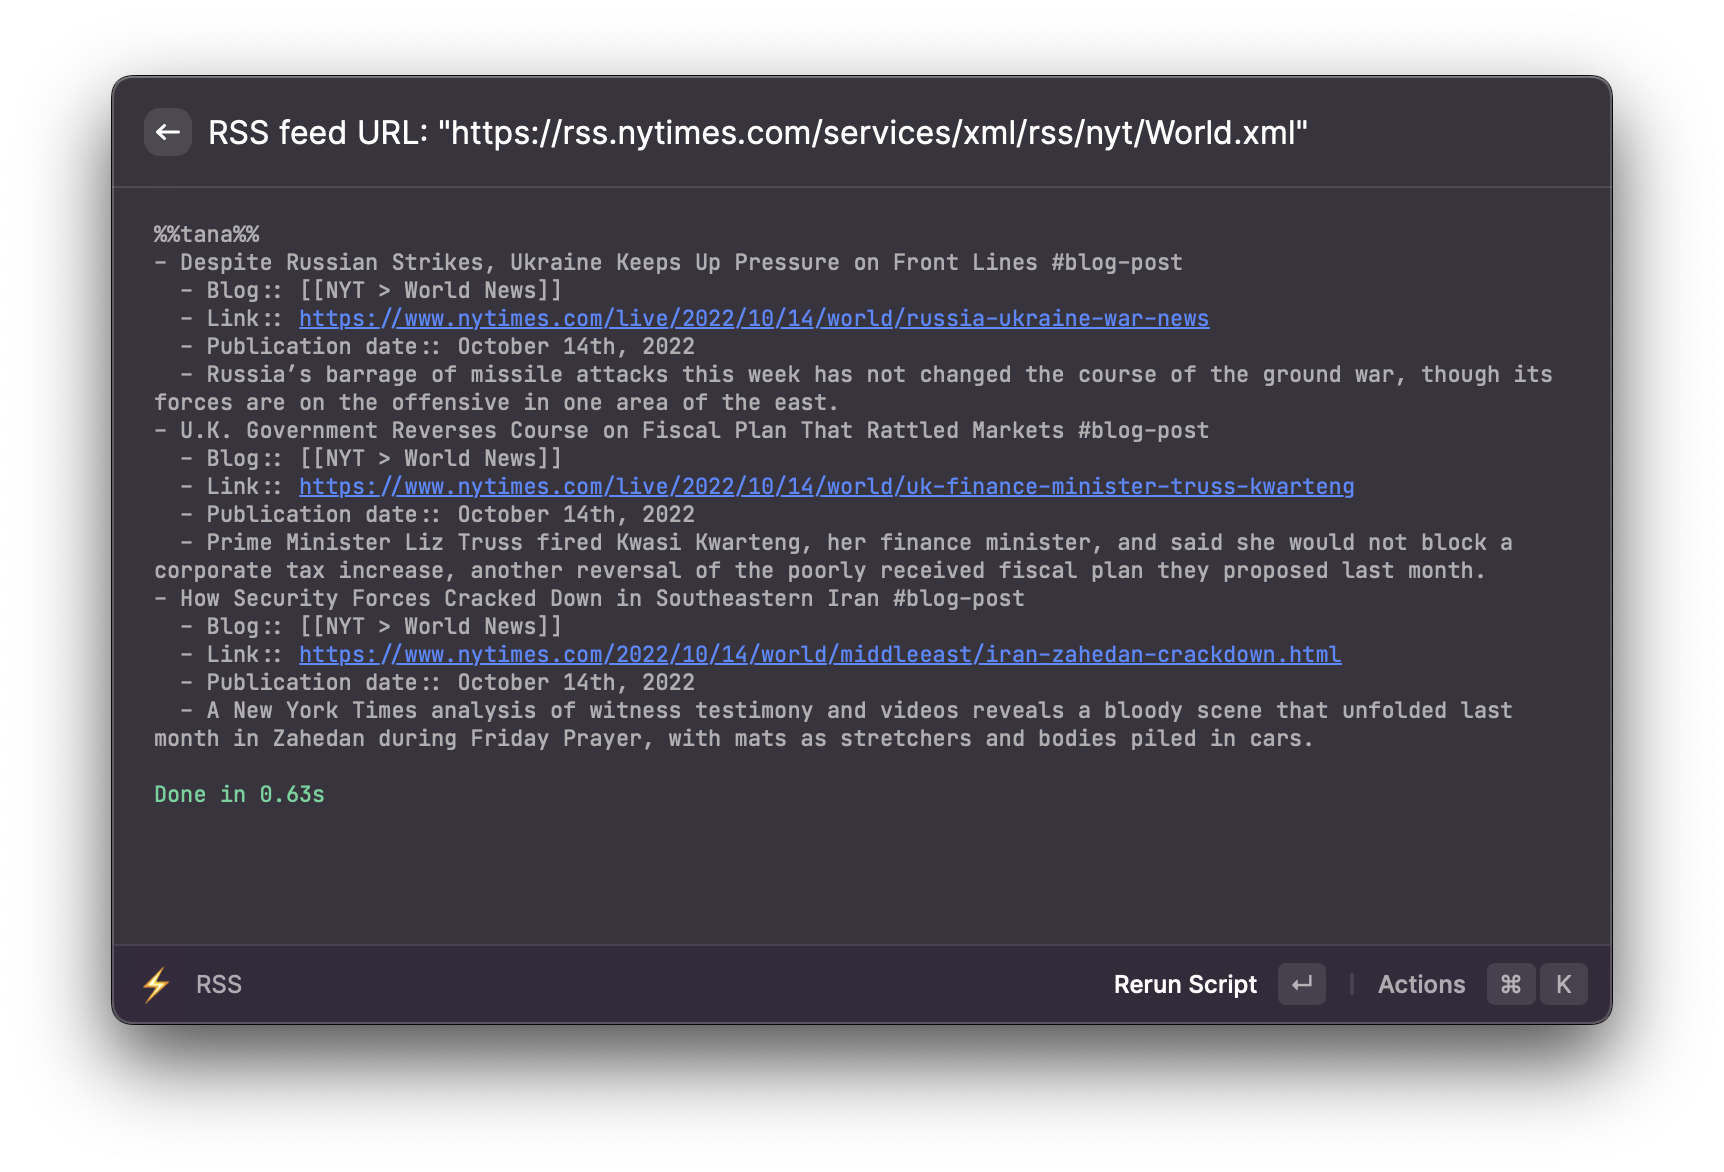 RSS feed URL: "https://rss.nytimes.com/services/xml/rss/nyt/World.xml"
%%tana%%
- Despite Russian Strikes, Ukraine Keeps Up Pressure on Front Lines #blog-post
- Blog:: [[NYT > World News]]
- Link:: https://www.nytimes.com/live/2022/10/14/world/russia-ukraine-war-news
- Publication date:: October 14th, 2022
- Russia’s barrage of missile attacks this week has not changed the course of the ground war, though its
forces are on the offensive in one area of the east.
- U.K. Government Reverses Course on Fiscal Plan That Rattled Markets #blog-post
- Blog:: [[NYT > World News]]
- Link:: https://www.nytimes.com/live/2022/10/14/world/uk-finance-minister-truss-kwarteng
- Publication date:: October 14th, 2022
- Prime Minister Liz Truss fired Kwasi Kwarteng, her finance minister, and said she would not block a
corporate tax increase, another reversal of the poorly received fiscal plan they proposed last month.
- How Security Forces Cracked Down in Southeastern Iran #blog-post
- Blog:: [[NYT > World News]]
- Link:: https://www.nytimes.com/2022/10/14/world/middleeast/iran-zahedan-crackdown.html
- Publication date:: October 14th, 2022
- A New York Times analysis of witness testimony and videos reveals a bloody scene that unfolded last
month in Zahedan during Friday Prayer, with mats as stretchers and bodies piled in cars.
Done in 0.63s
RSS Rerun Script ↵ | Actions ⌘ K